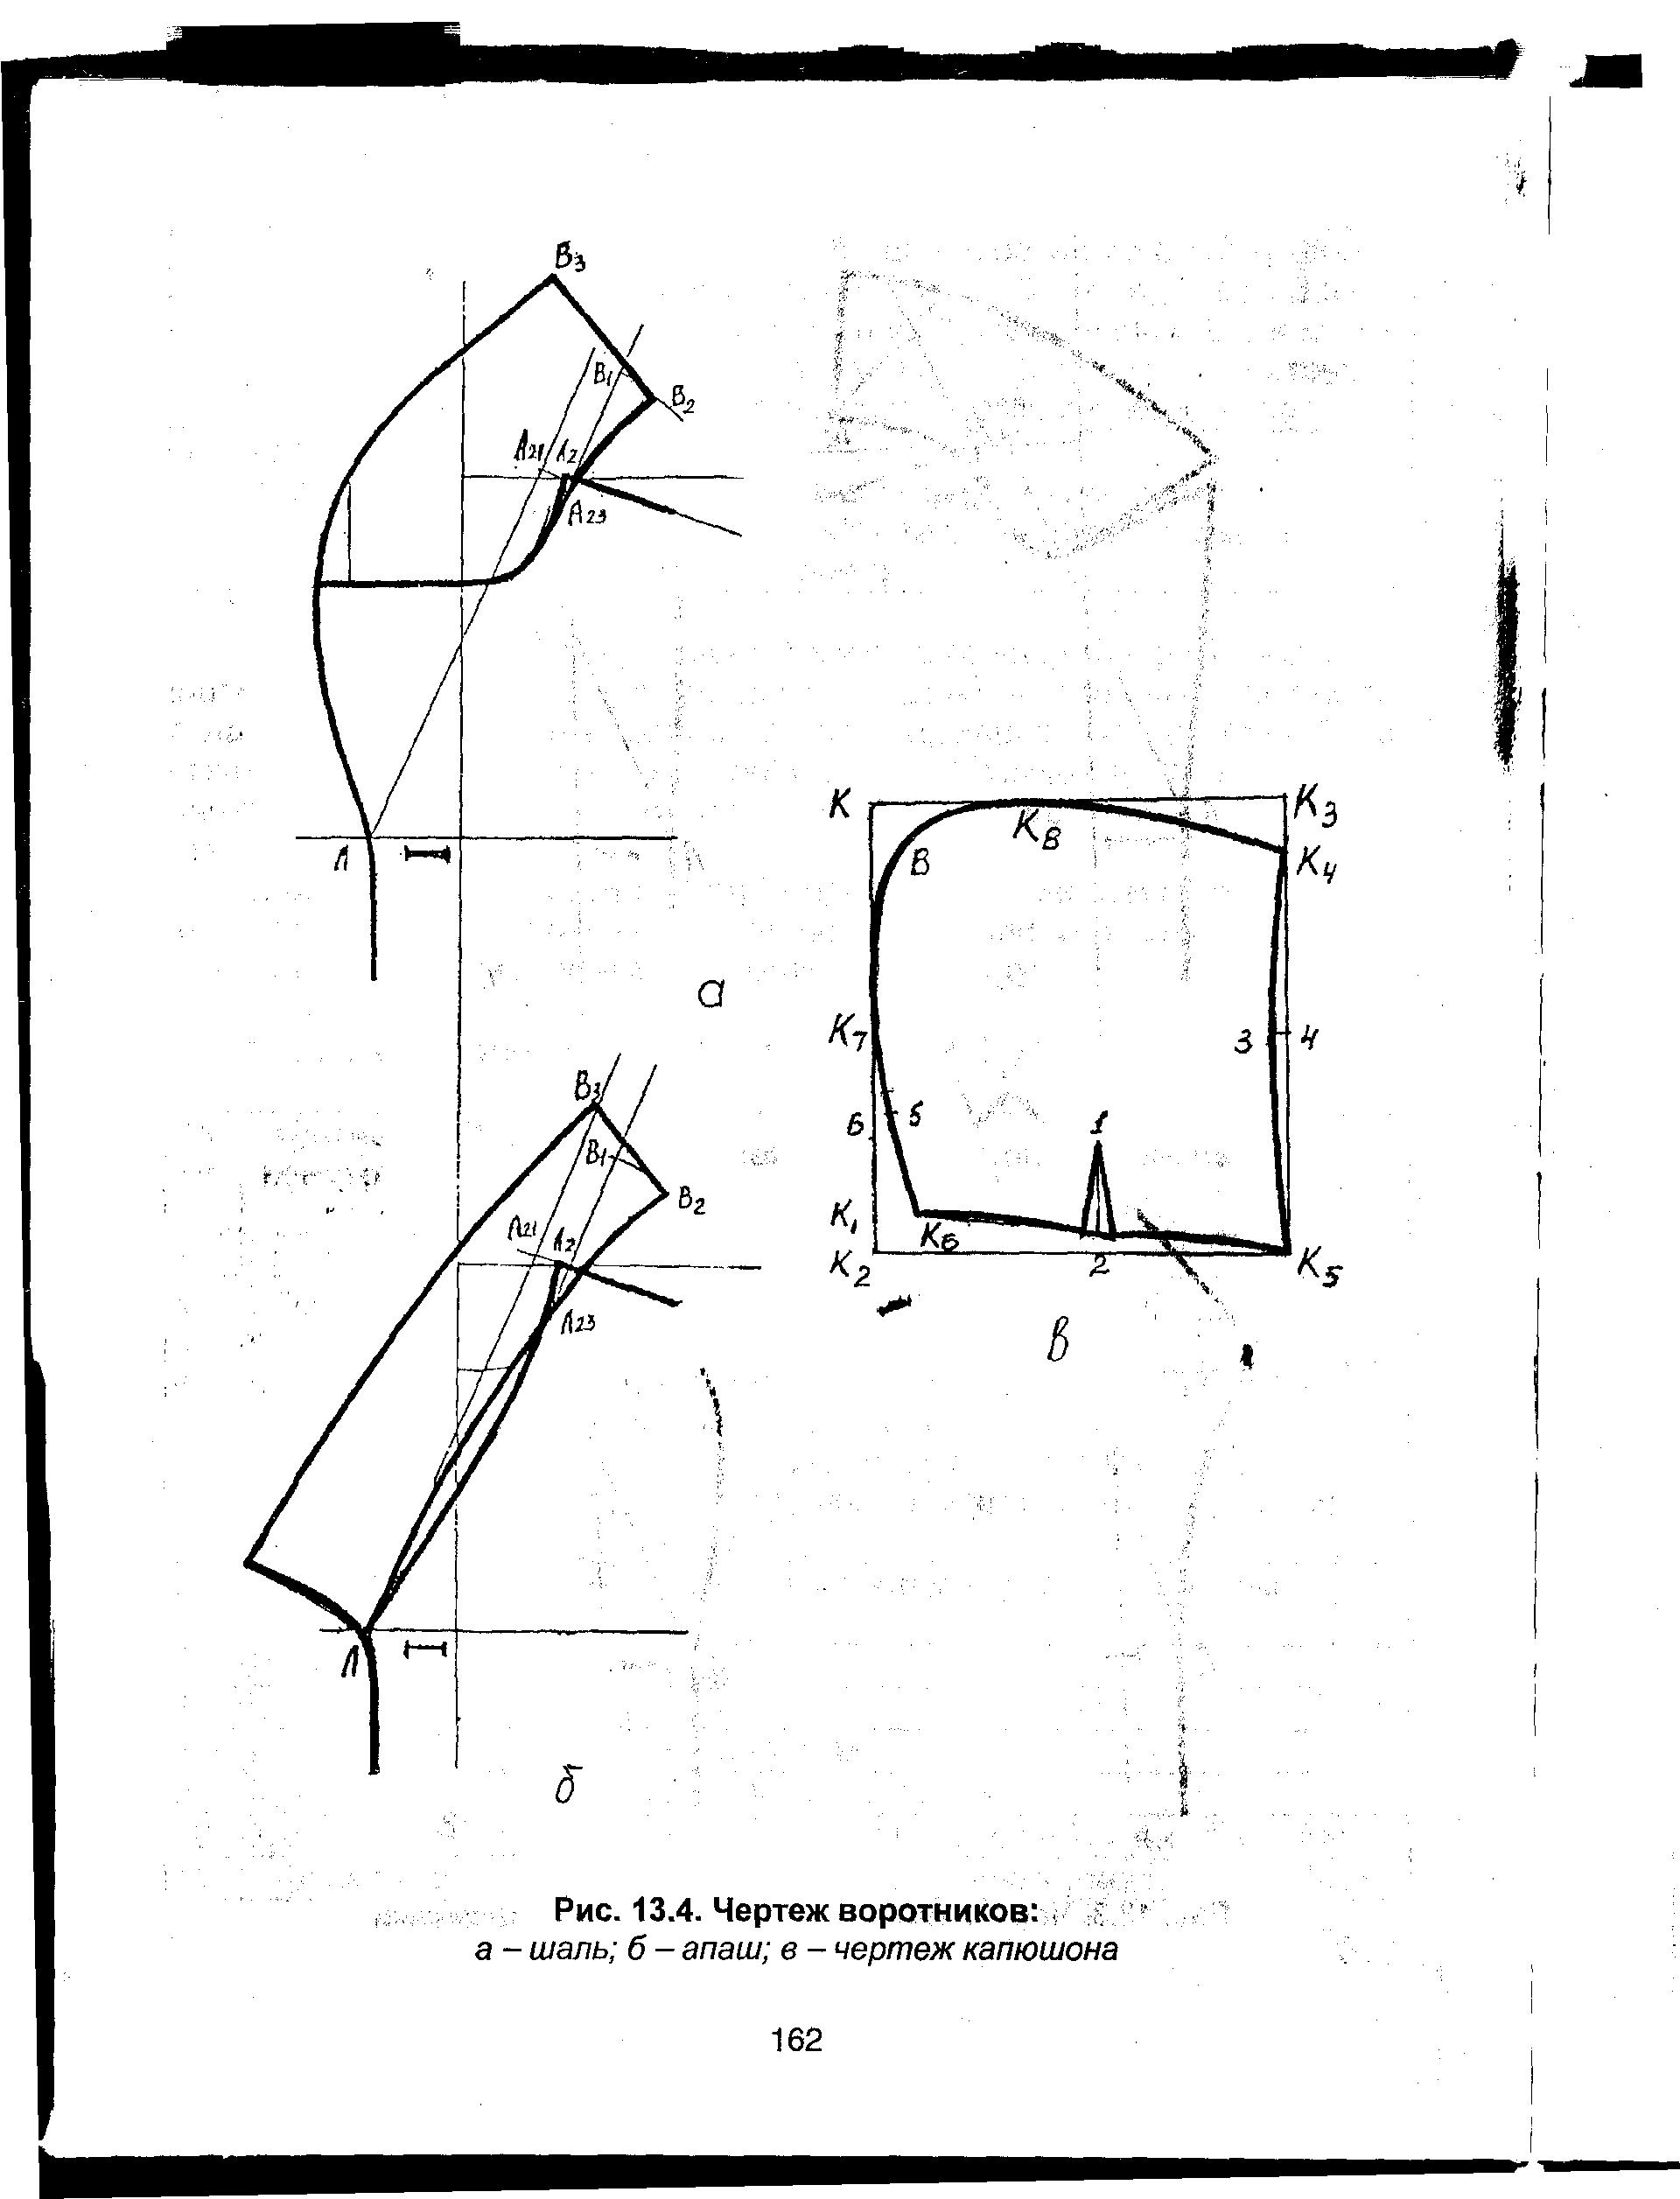 В3
В1
В2
А21 А2
А23
Л
а
К К3
К8
В К4
К7 3 4
6 5
1
К1
К6
К2 2 К5
в
В3
В1
В2
А21 А2
А23
Л
б
Рис. 13.4. Чертеж воротников:
а – шаль; б – апаш; в – чертеж капюшона
162